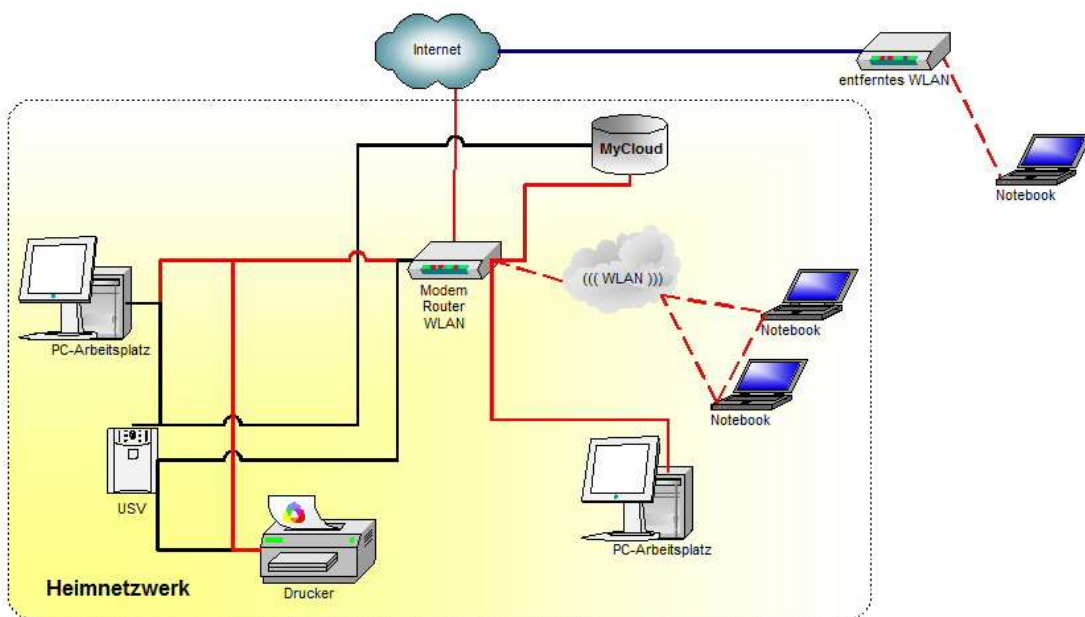 Internet
entferntes WLAN
MyCloud
Notebook
((( WLAN )))
Modem
Router
WLAN
Notebook
PC-Arbeitsplatz
Notebook
USV
PC-Arbeitsplatz
Heimnetzwerk
Drucker